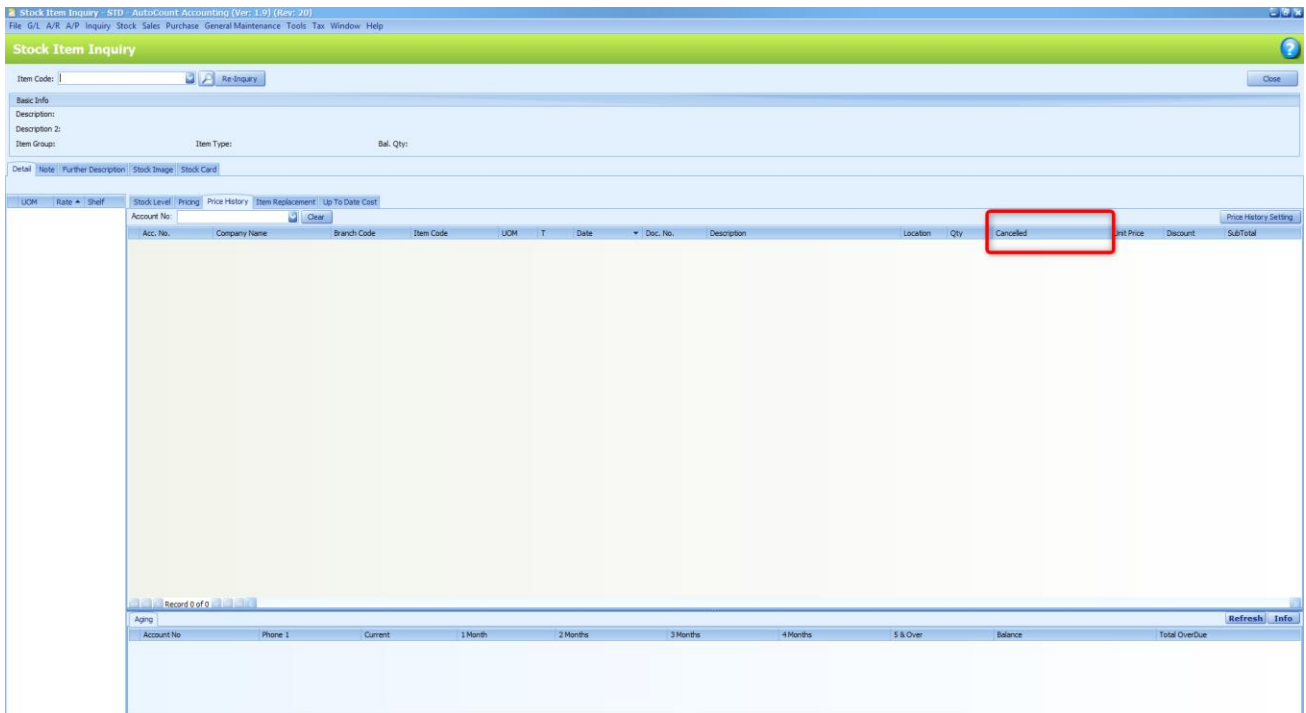 Stock Item Inquiry - STD - AutoCount Accounting (Ver: 1.9) (Rev: 20)
File G/L A/R A/P Inquiry Stock Sales Purchase General Maintenance Tools Tax Window Help
Stock Item Inquiry
Item Code: Re-Inquiry Close
Basic Info
Description:
Description 2:
Item Group: Item Type: Bal. Qty:
Detail Note Further Description Stock Image Stock Card
UOM Rate Shelf Stock Level Pricing Price History Item Replacement Up To Date Cost
Account No: Clear Price History Setting
Acc. No. Company Name Branch Code Item Code UOM T Date Doc. No. Description Location Qty Cancelled Unit Price Discount SubTotal
Record 0 of 0
Aging Refresh Info
Account No Phone 1 Current 1 Month 2 Months 3 Months 4 Months 5 & Over Balance Total OverDue